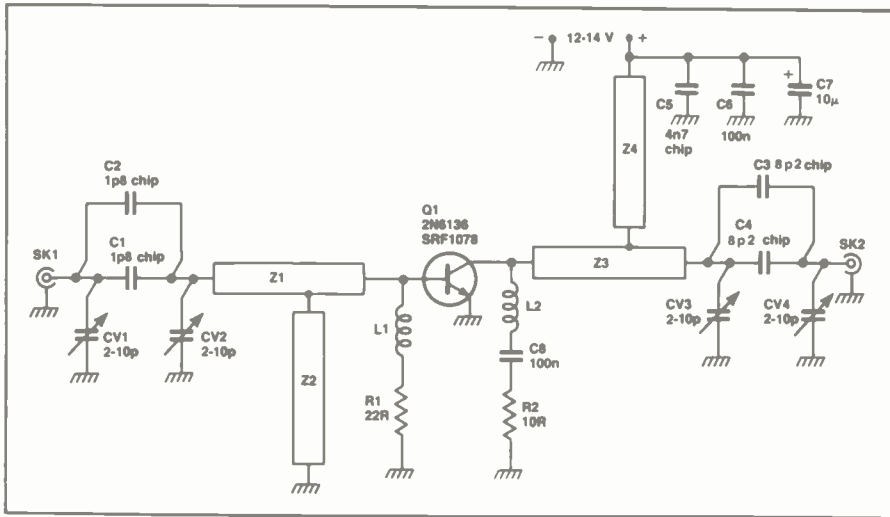 − 12-14 V +
C5
4n7
chip
C6
100n
+
C7
10μ
Z4
C2
1p8 chip
C3 8p2 chip
Q1
2N6136
SRF1078
SK1
C1
1p8 chip
Z1
Z3
C4
8p2 chip
SK2
CV1
2-10p
CV2
2-10p
Z2
L1
R1
22R
L2
C8
100n
R2
10R
CV3
2-10p
CV4
2-10p